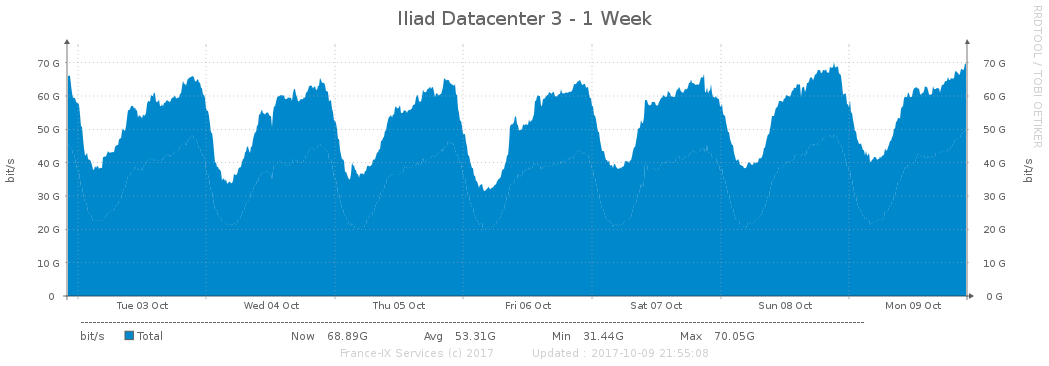 Iliad Datacenter 3 - 1 Week
RRDTOOL / TOBI OETIKER
bit/s
70 G 70 G
60 G 60 G
50 G 50 G
40 G 40 G
30 G 30 G
20 G 20 G
10 G 10 G
0 0 G
bit/s
Tue 03 Oct Wed 04 Oct Thu 05 Oct Fri 06 Oct Sat 07 Oct Sun 08 Oct Mon 09 Oct
bit/s Total Now 68.89G Avg 53.31G Min 31.44G Max 70.05G
France-IX Services (c) 2017 Updated : 2017-10-09 21:55:08